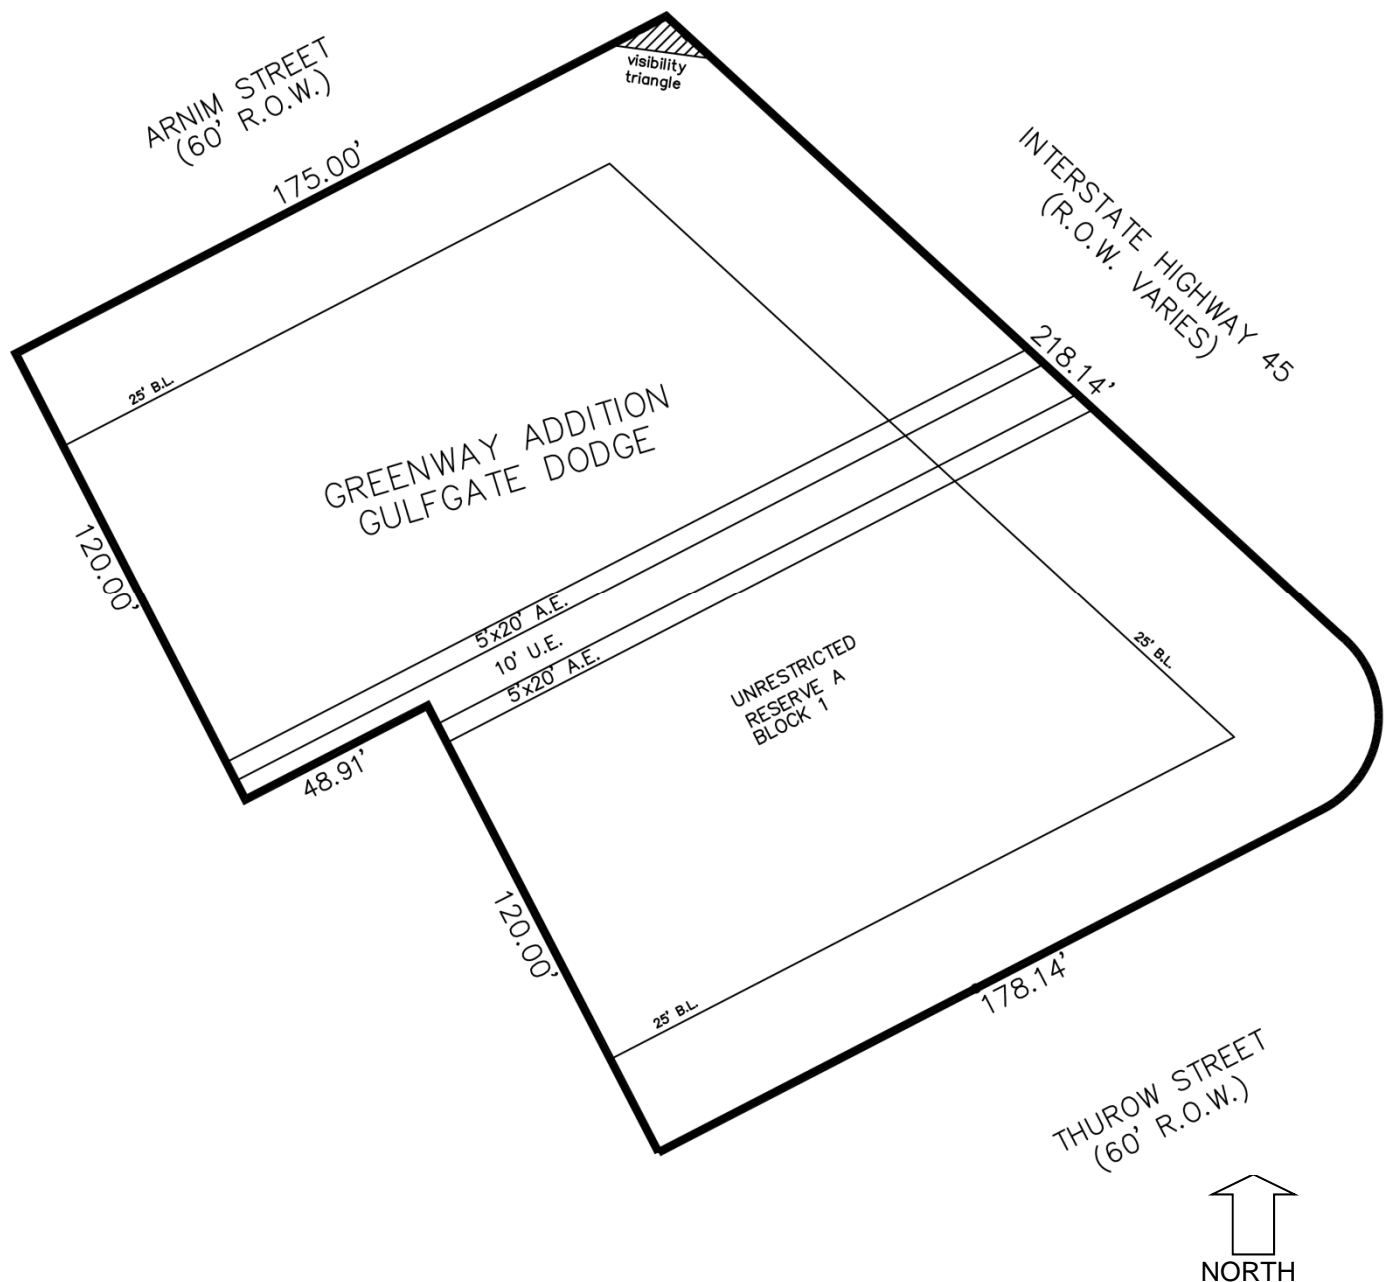 visibility
triangle
ARNIM STREET
(60' R.O.W.)
175.00'
INTERSTATE HIGHWAY 45
(R.O.W. VARIES)
218.14'
25' B.L.
GREENWAY ADDITION
GULFGATE DODGE
120.00'
5'x20' A.E.
10' U.E.
5'x20' A.E.
25' B.L.
UNRESTRICTED
RESERVE A
BLOCK 1
48.91'
120.00'
25' B.L.
178.14'
THUROW STREET
(60' R.O.W.)
NORTH